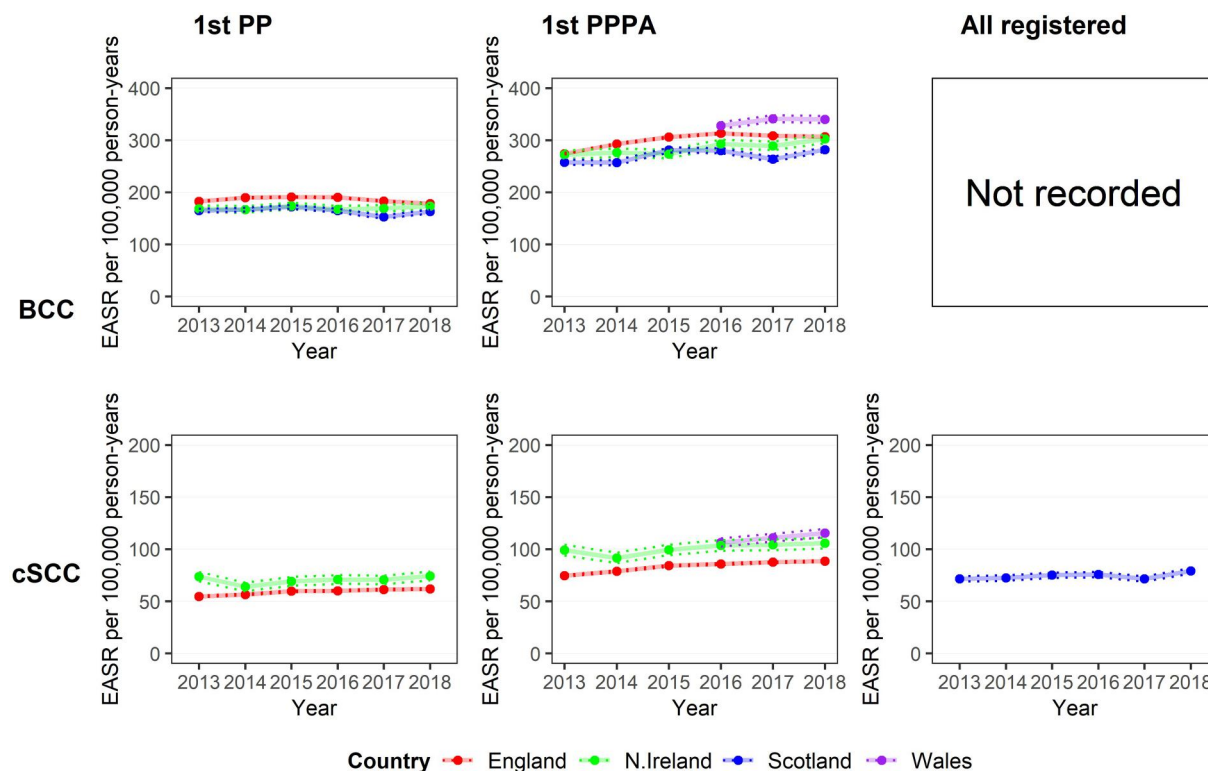 1st PP
1st PPPA
All registered
BCC
EASR per 100,000 person-years
400
300
200
100
0
2013 2014 2015 2016 2017 2018
Year
EASR per 100,000 person-years
400
300
200
100
0
2013 2014 2015 2016 2017 2018
Year
Not recorded
cSCC
EASR per 100,000 person-years
200
150
100
50
0
2013 2014 2015 2016 2017 2018
Year
EASR per 100,000 person-years
200
150
100
50
0
2013 2014 2015 2016 2017 2018
Year
EASR per 100,000 person-years
200
150
100
50
0
2013 2014 2015 2016 2017 2018
Year
Country England N.Ireland Scotland Wales